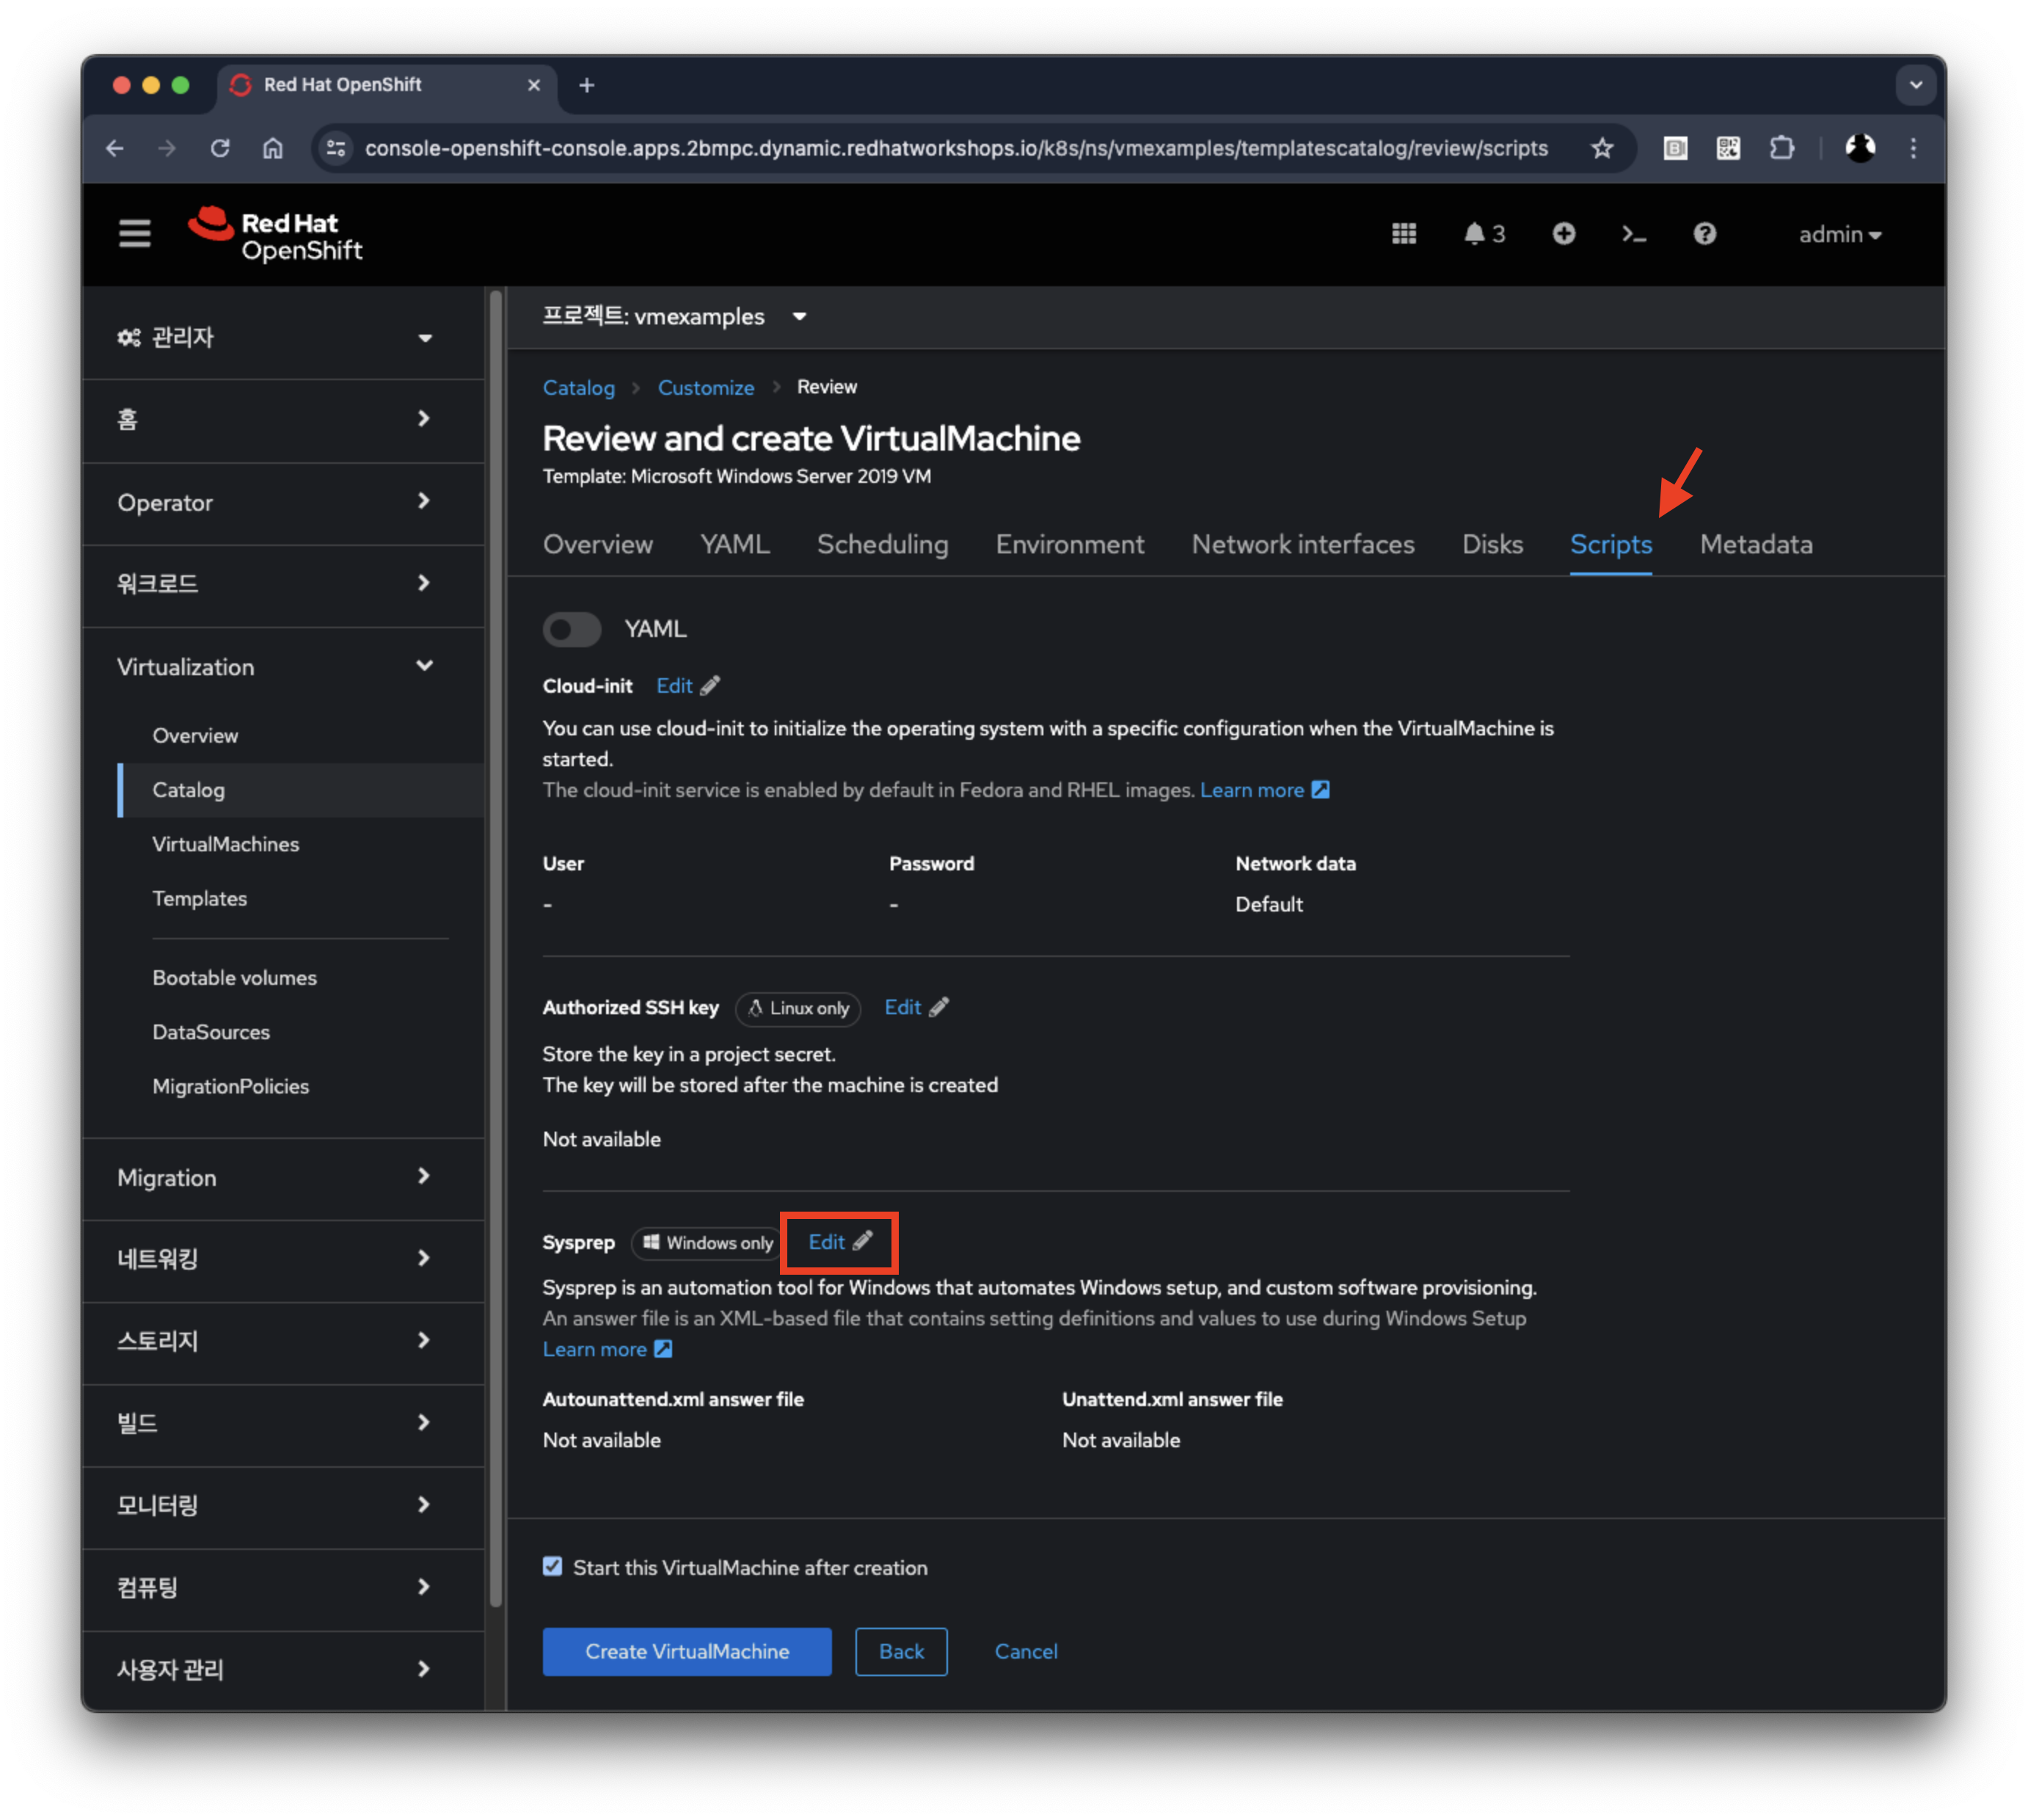 Red Hat OpenShift
console-openshift-console.apps.2bmpc.dynamic.redhatworkshops.io/k8s/ns/vmexamples/templatescatalog/review/scripts
Red Hat
OpenShift
3
admin
관리자
홈
Operator
워크로드
Virtualization
Overview
Catalog
VirtualMachines
Templates
Bootable volumes
DataSources
MigrationPolicies
Migration
네트워킹
스토리지
빌드
모니터링
컴퓨팅
사용자 관리
프로젝트: vmexamples
Catalog > Customize > Review
Review and create VirtualMachine
Template: Microsoft Windows Server 2019 VM
Overview YAML Scheduling Environment Network interfaces Disks Scripts Metadata
YAML
Cloud-init Edit
You can use cloud-init to initialize the operating system with a specific configuration when the VirtualMachine is
started.
The cloud-init service is enabled by default in Fedora and RHEL images. Learn more
User Password Network data
- - Default
Authorized SSH key Linux only Edit
Store the key in a project secret.
The key will be stored after the machine is created
Not available
Sysprep Windows only Edit
Sysprep is an automation tool for Windows that automates Windows setup, and custom software provisioning.
An answer file is an XML-based file that contains setting definitions and values to use during Windows Setup
Learn more
Autounattend.xml answer file Unattend.xml answer file
Not available Not available
Start this VirtualMachine after creation
Create VirtualMachine Back Cancel